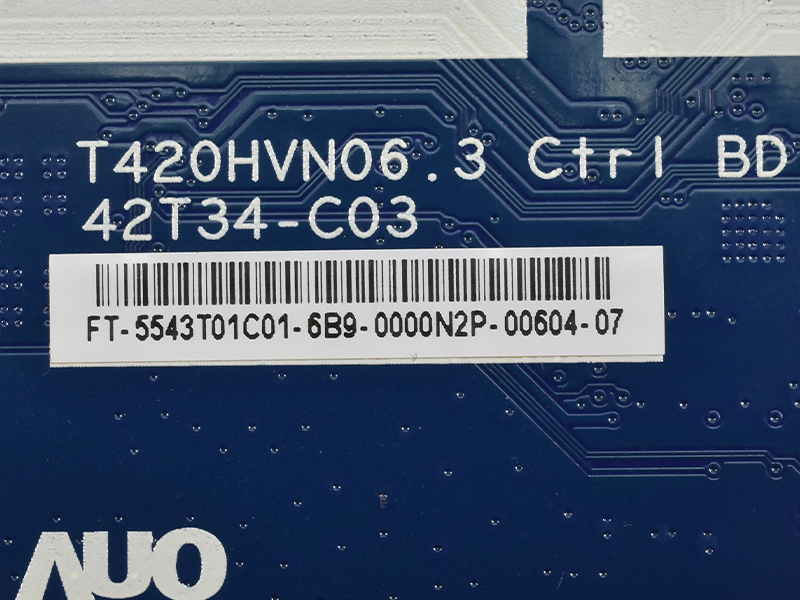 T420HVN06.3 Ctrl BD
42T34-C03
FT-5543T01C01-6B9-0000N2P-00604-07
AUO